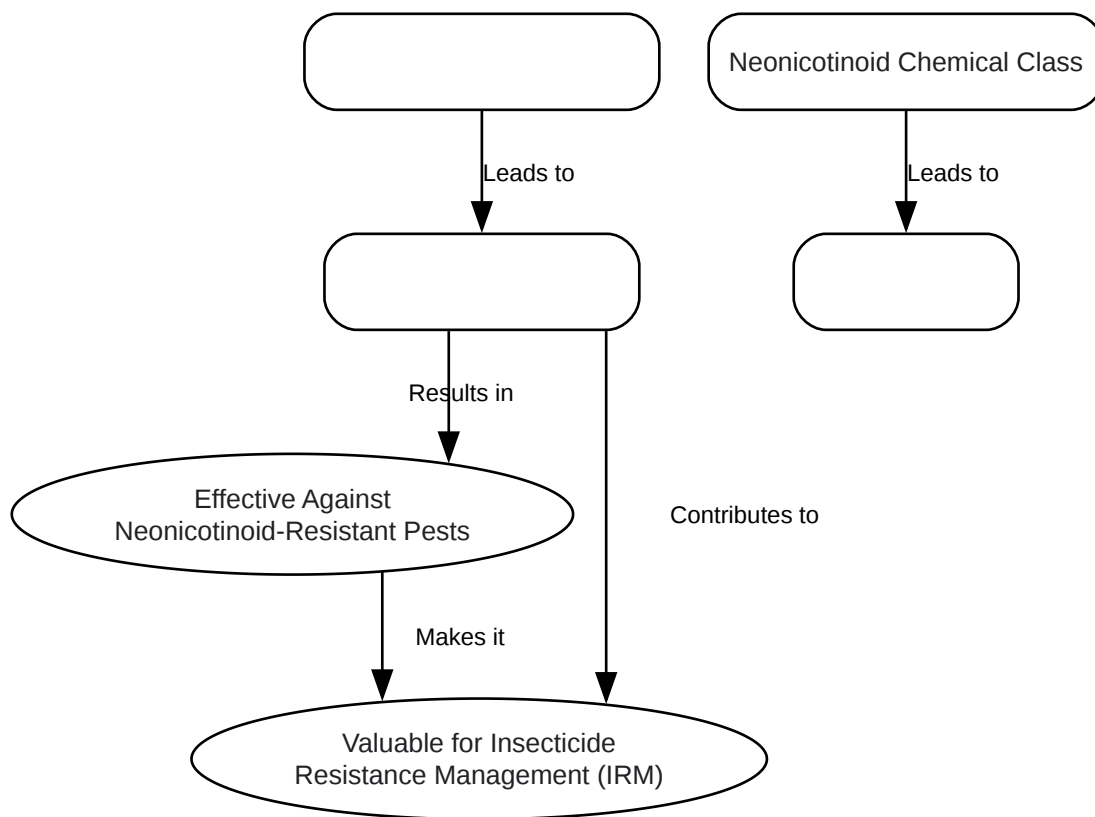 Neonicotinoid Chemical Class
Leads to
Leads to
Results in
Effective Against
Neonicotinoid-Resistant Pests
Contributes to
Makes it
Valuable for Insecticide
Resistance Management (IRM)